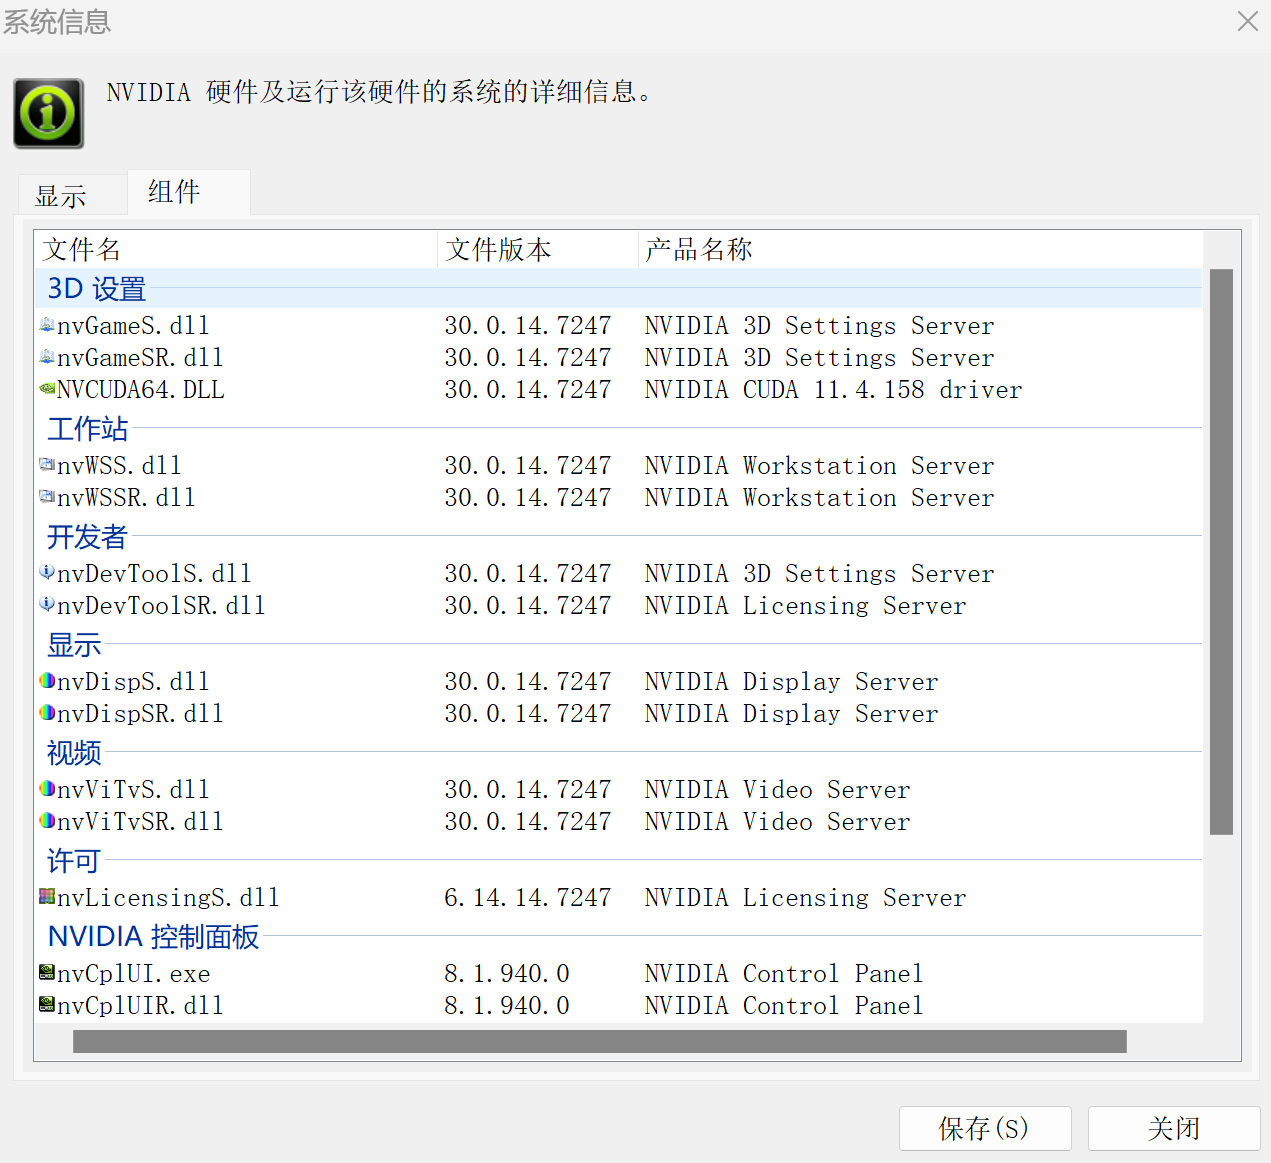 系统信息
NVIDIA 硬件及运行该硬件的系统的详细信息。
显示 组件
文件名 文件版本 产品名称
3D 设置
nvGameS.dll 30.0.14.7247 NVIDIA 3D Settings Server
nvGameSR.dll 30.0.14.7247 NVIDIA 3D Settings Server
NVCUDA64.DLL 30.0.14.7247 NVIDIA CUDA 11.4.158 driver
工作站
nvWSS.dll 30.0.14.7247 NVIDIA Workstation Server
nvWSSR.dll 30.0.14.7247 NVIDIA Workstation Server
开发者
nvDevToolS.dll 30.0.14.7247 NVIDIA 3D Settings Server
nvDevToolSR.dll 30.0.14.7247 NVIDIA Licensing Server
显示
nvDispS.dll 30.0.14.7247 NVIDIA Display Server
nvDispSR.dll 30.0.14.7247 NVIDIA Display Server
视频
nvViTvS.dll 30.0.14.7247 NVIDIA Video Server
nvViTvSR.dll 30.0.14.7247 NVIDIA Video Server
许可
nvLicensingS.dll 6.14.14.7247 NVIDIA Licensing Server
NVIDIA 控制面板
nvCplUI.exe 8.1.940.0 NVIDIA Control Panel
nvCplUIR.dll 8.1.940.0 NVIDIA Control Panel
保存(S) 关闭